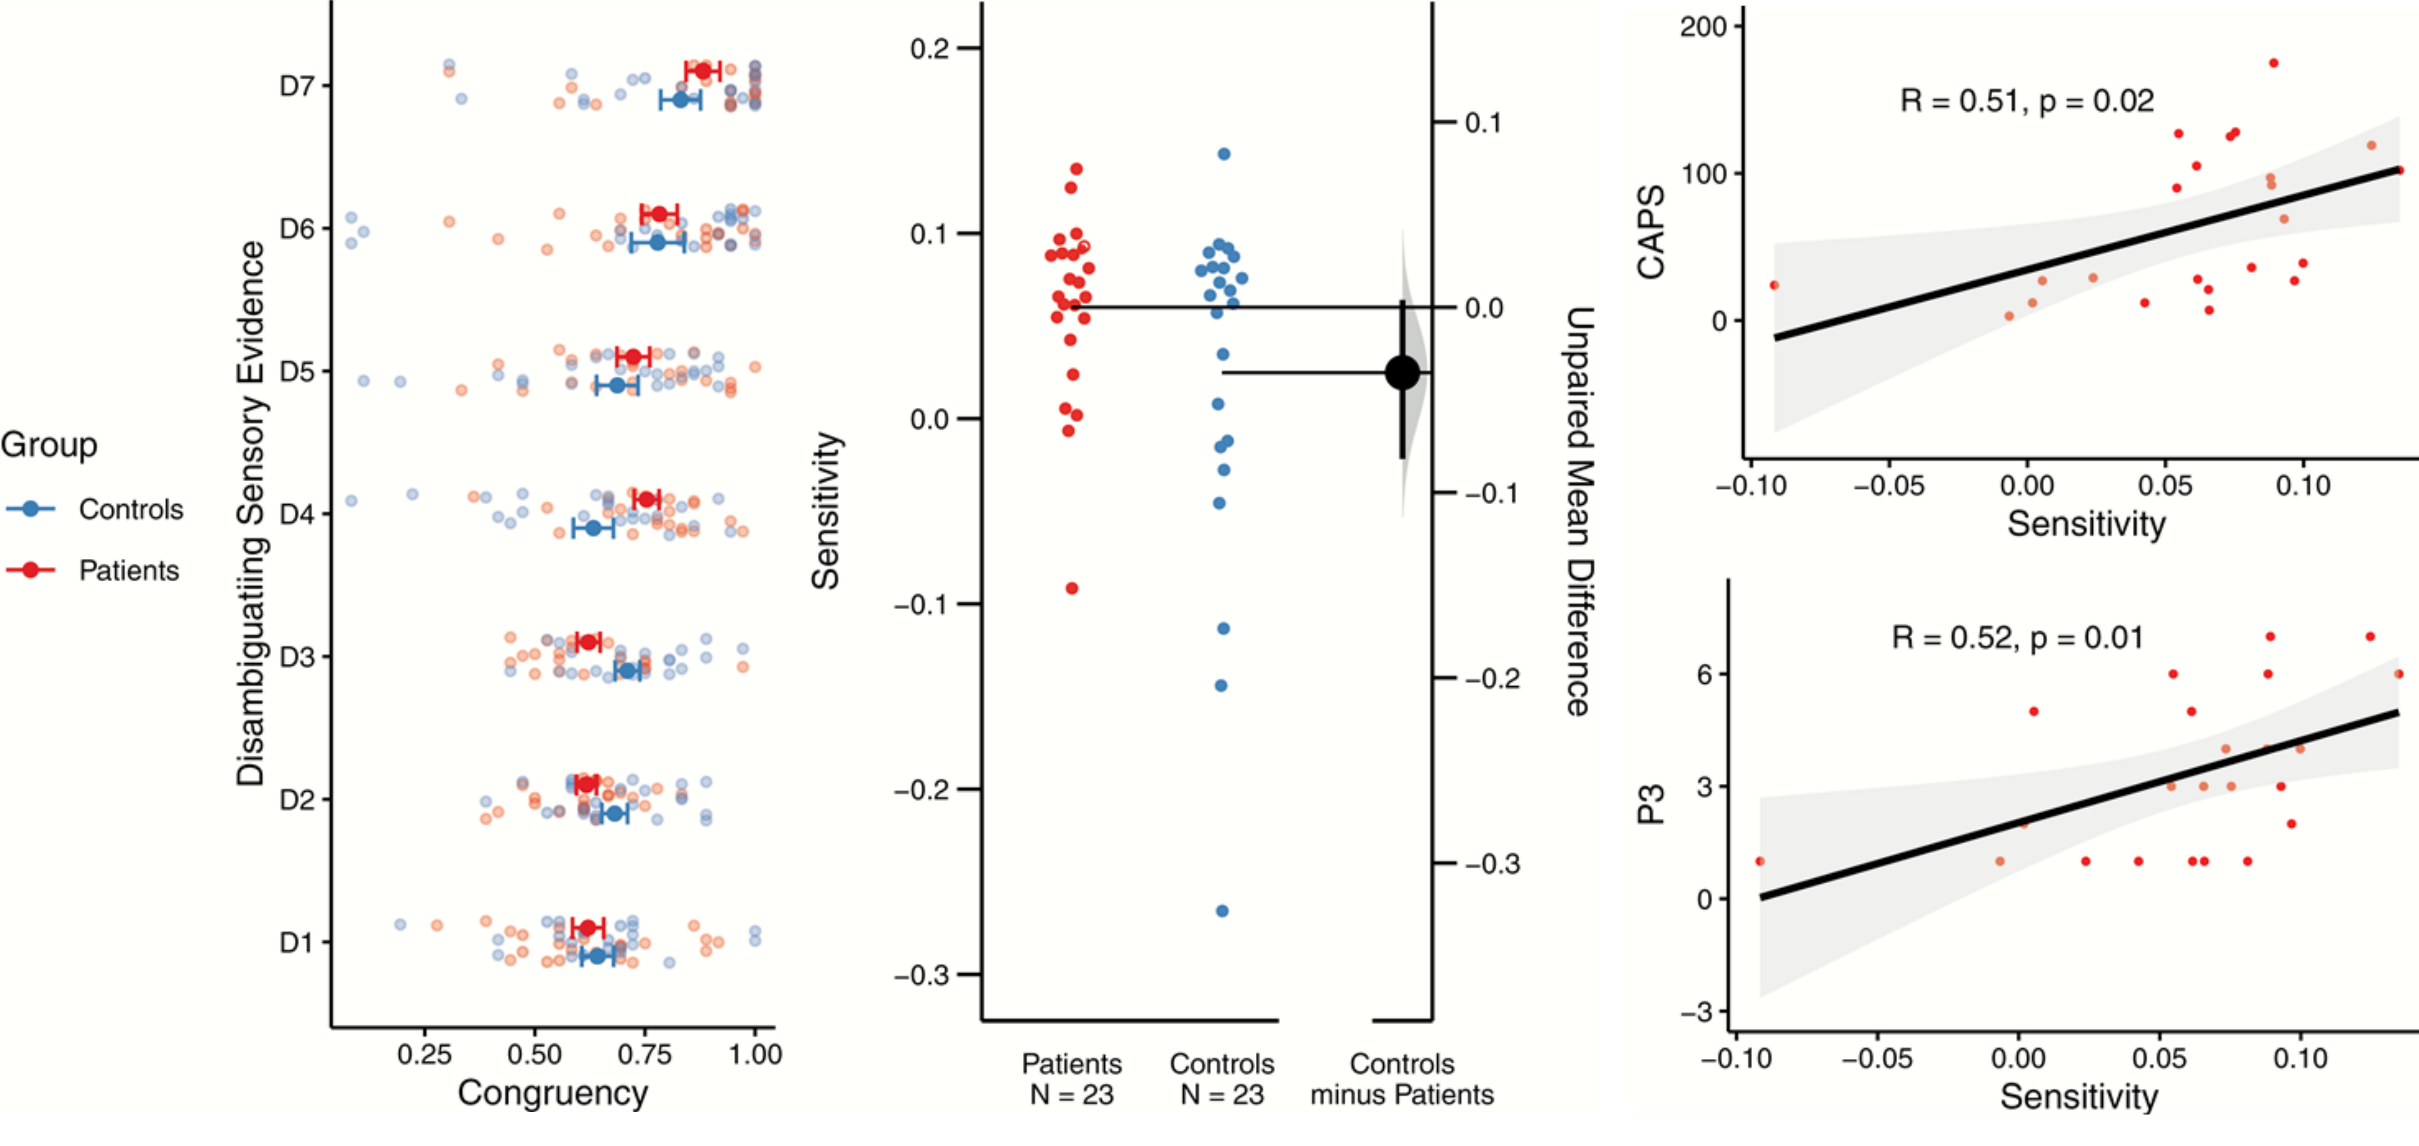 Group
Controls
Patients
Disambiguatiing Sensory Evidence
D7
D6
D5
D4
D3
D2
D1
0.25 0.50 0.75 1.00
Congruency
Sensitivity
0.2
0.1
0.0
−0.1
−0.2
−0.3
Patients
N = 23
Controls
N = 23
Controls
minus Patients
0.1
0.0
−0.1
−0.2
−0.3
Unpaired Mean Difference
CAPS
200
100
0
R = 0.51, p = 0.02
−0.10 −0.05 0.00 0.05 0.10
Sensitivity
P3
6
3
0
−3
R = 0.52, p = 0.01
−0.10 −0.05 0.00 0.05 0.10
Sensitivity